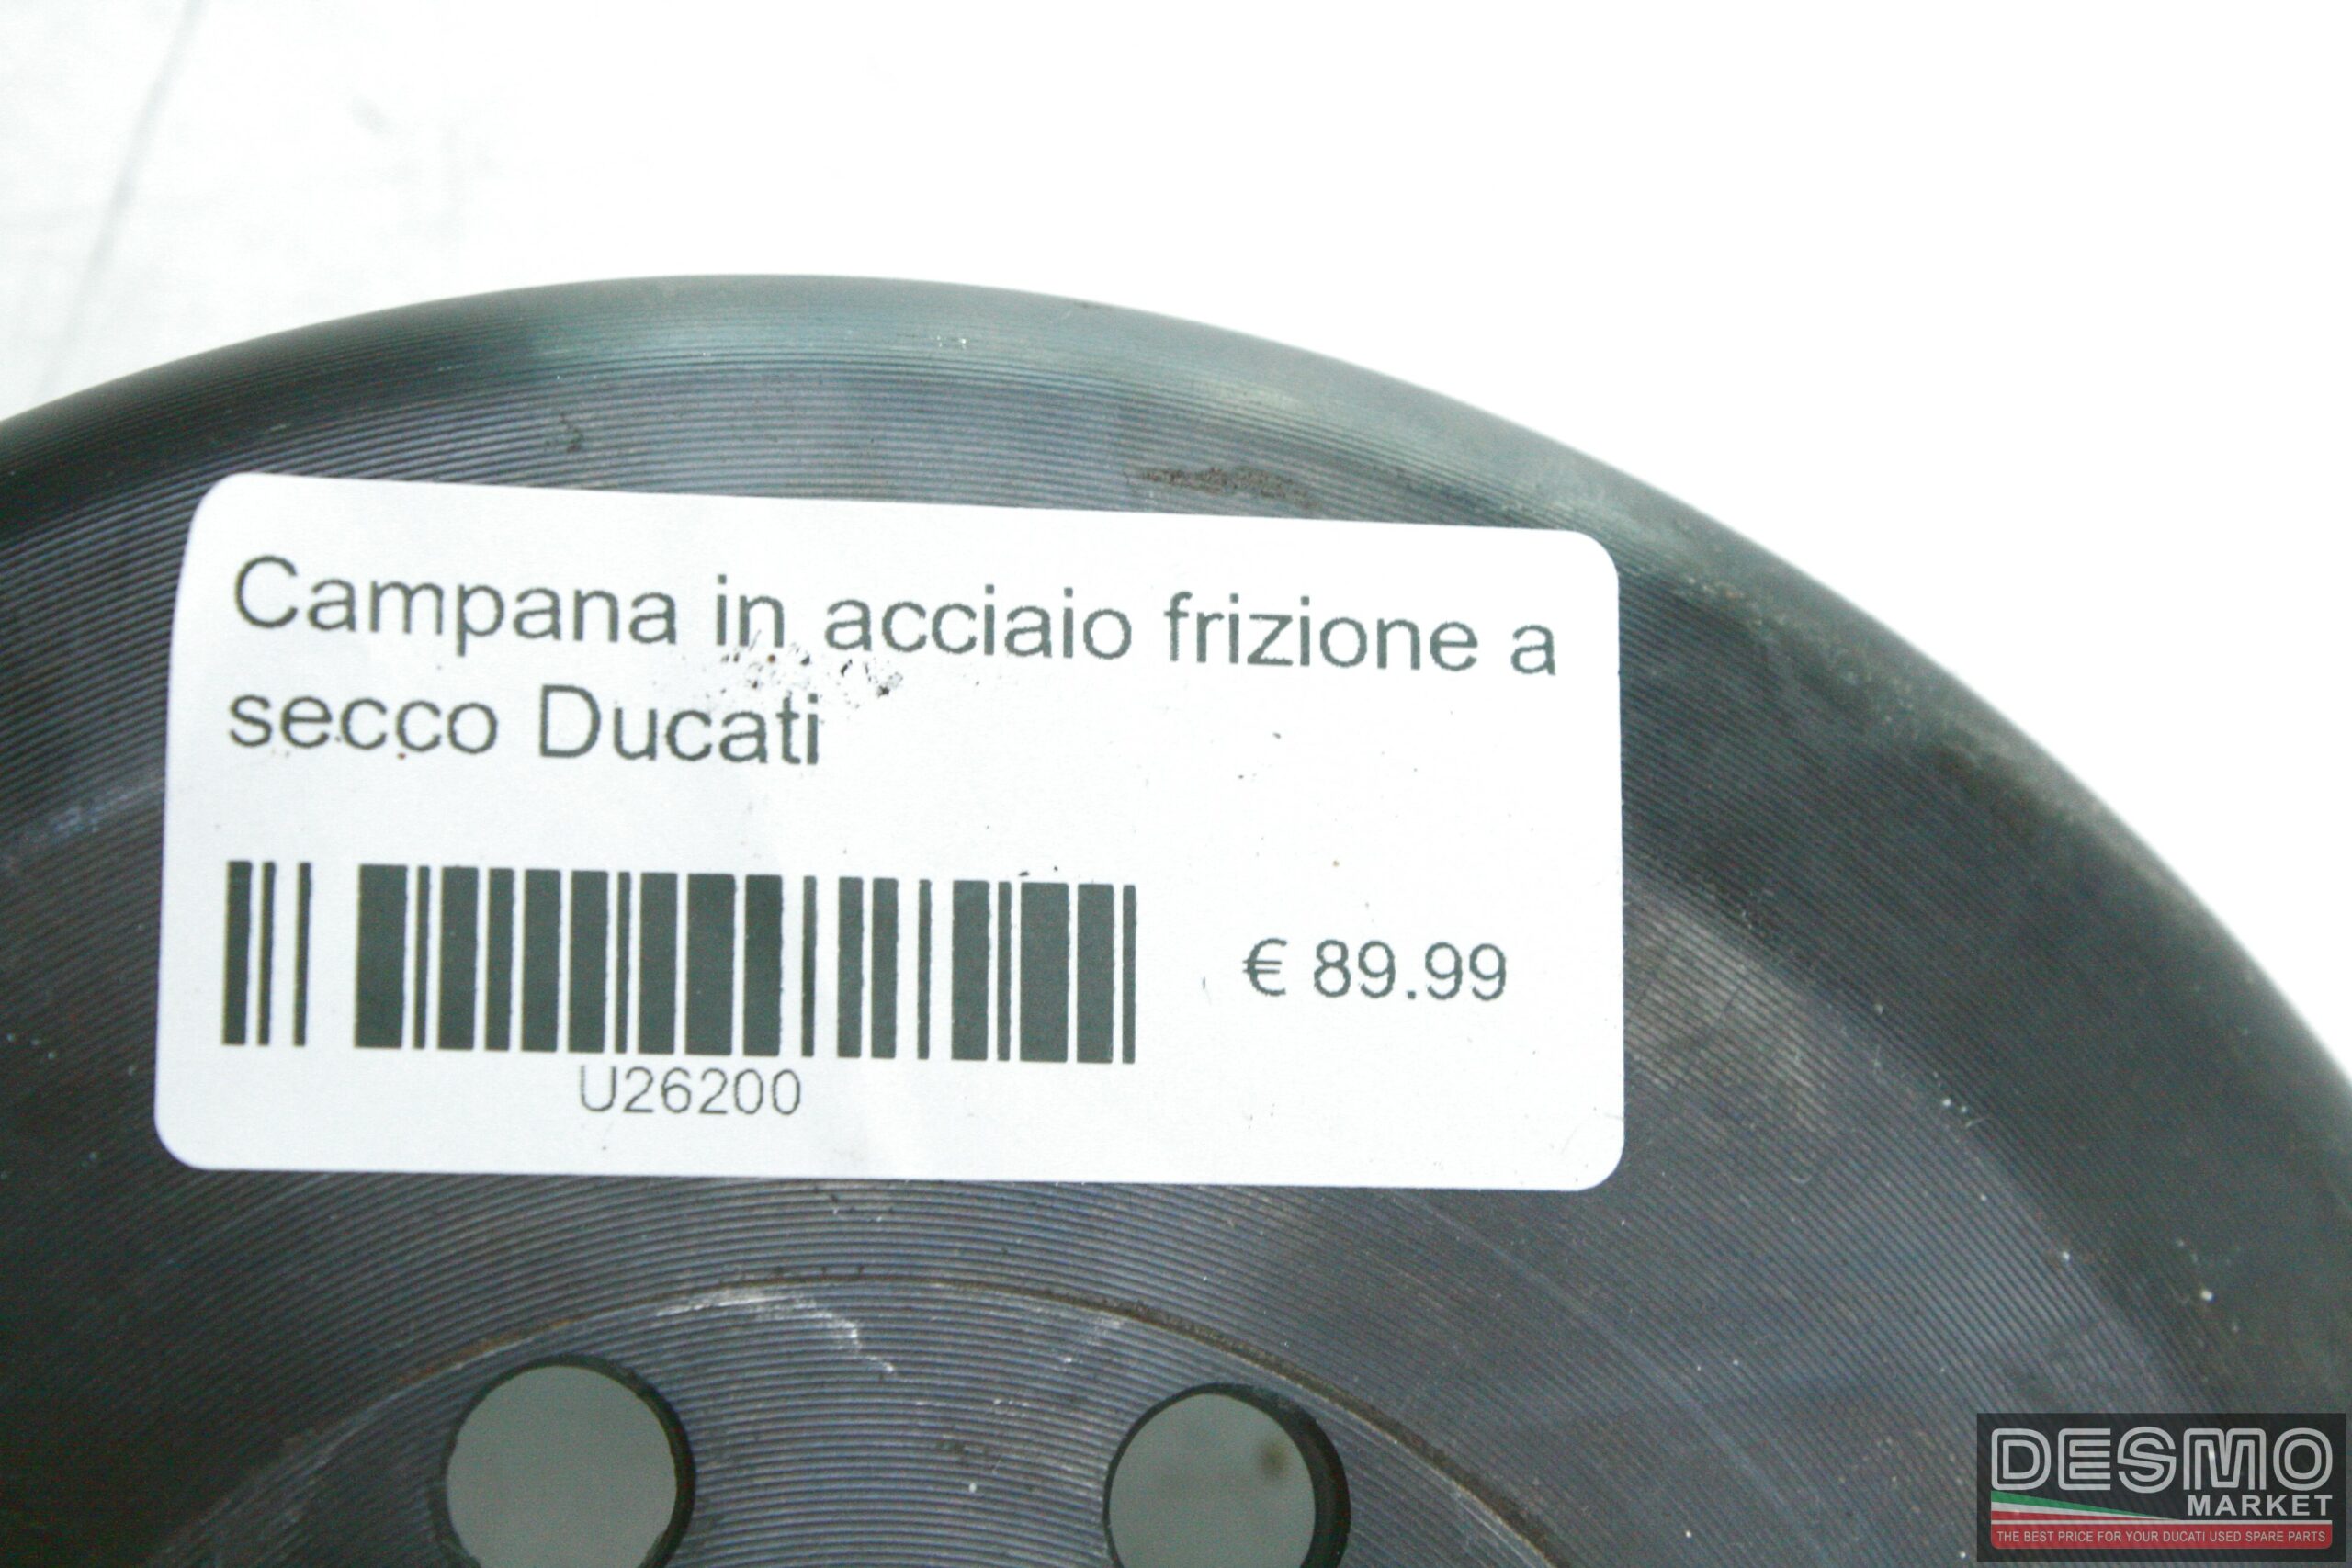 Campana in acciaio frizione a
secco Ducati
€ 89.99
U26200
DESMO
MARKET
THE BEST PRICE FOR YOUR DUCATI USED SPARE PARTS